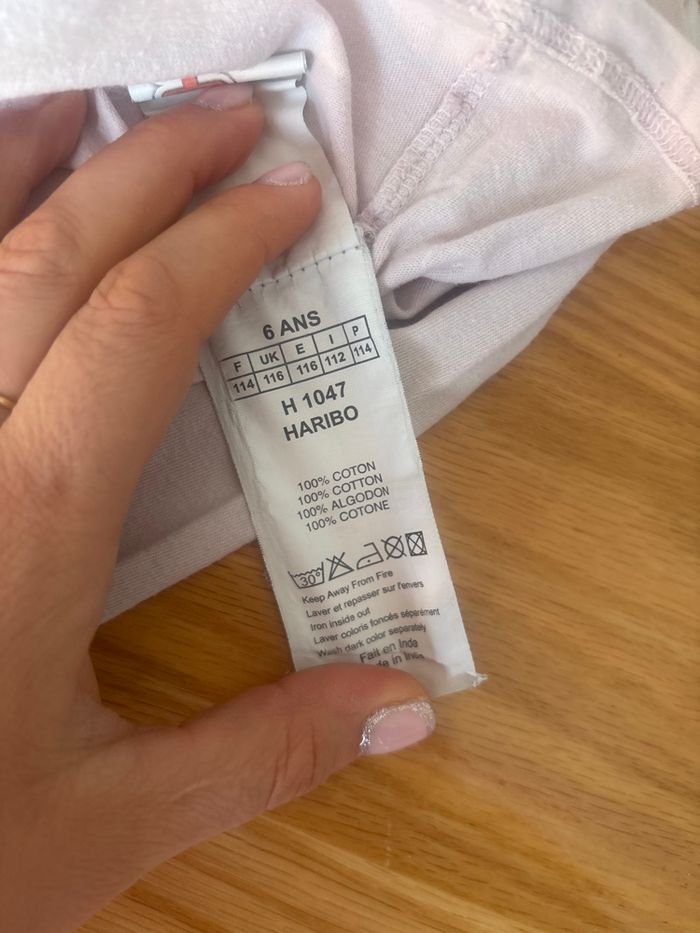 6 ANS
F UK E I P
114 116 116 112 114
H 1047
HARIBO
100% COTON
100% COTTON
100% ALGODON
100% COTONE
30°
Keep Away From Fire
Laver et repasser sur l'envers
Iron inside out
Laver coloris foncés séparément
Wash dark color separately
Fait en Inde
in